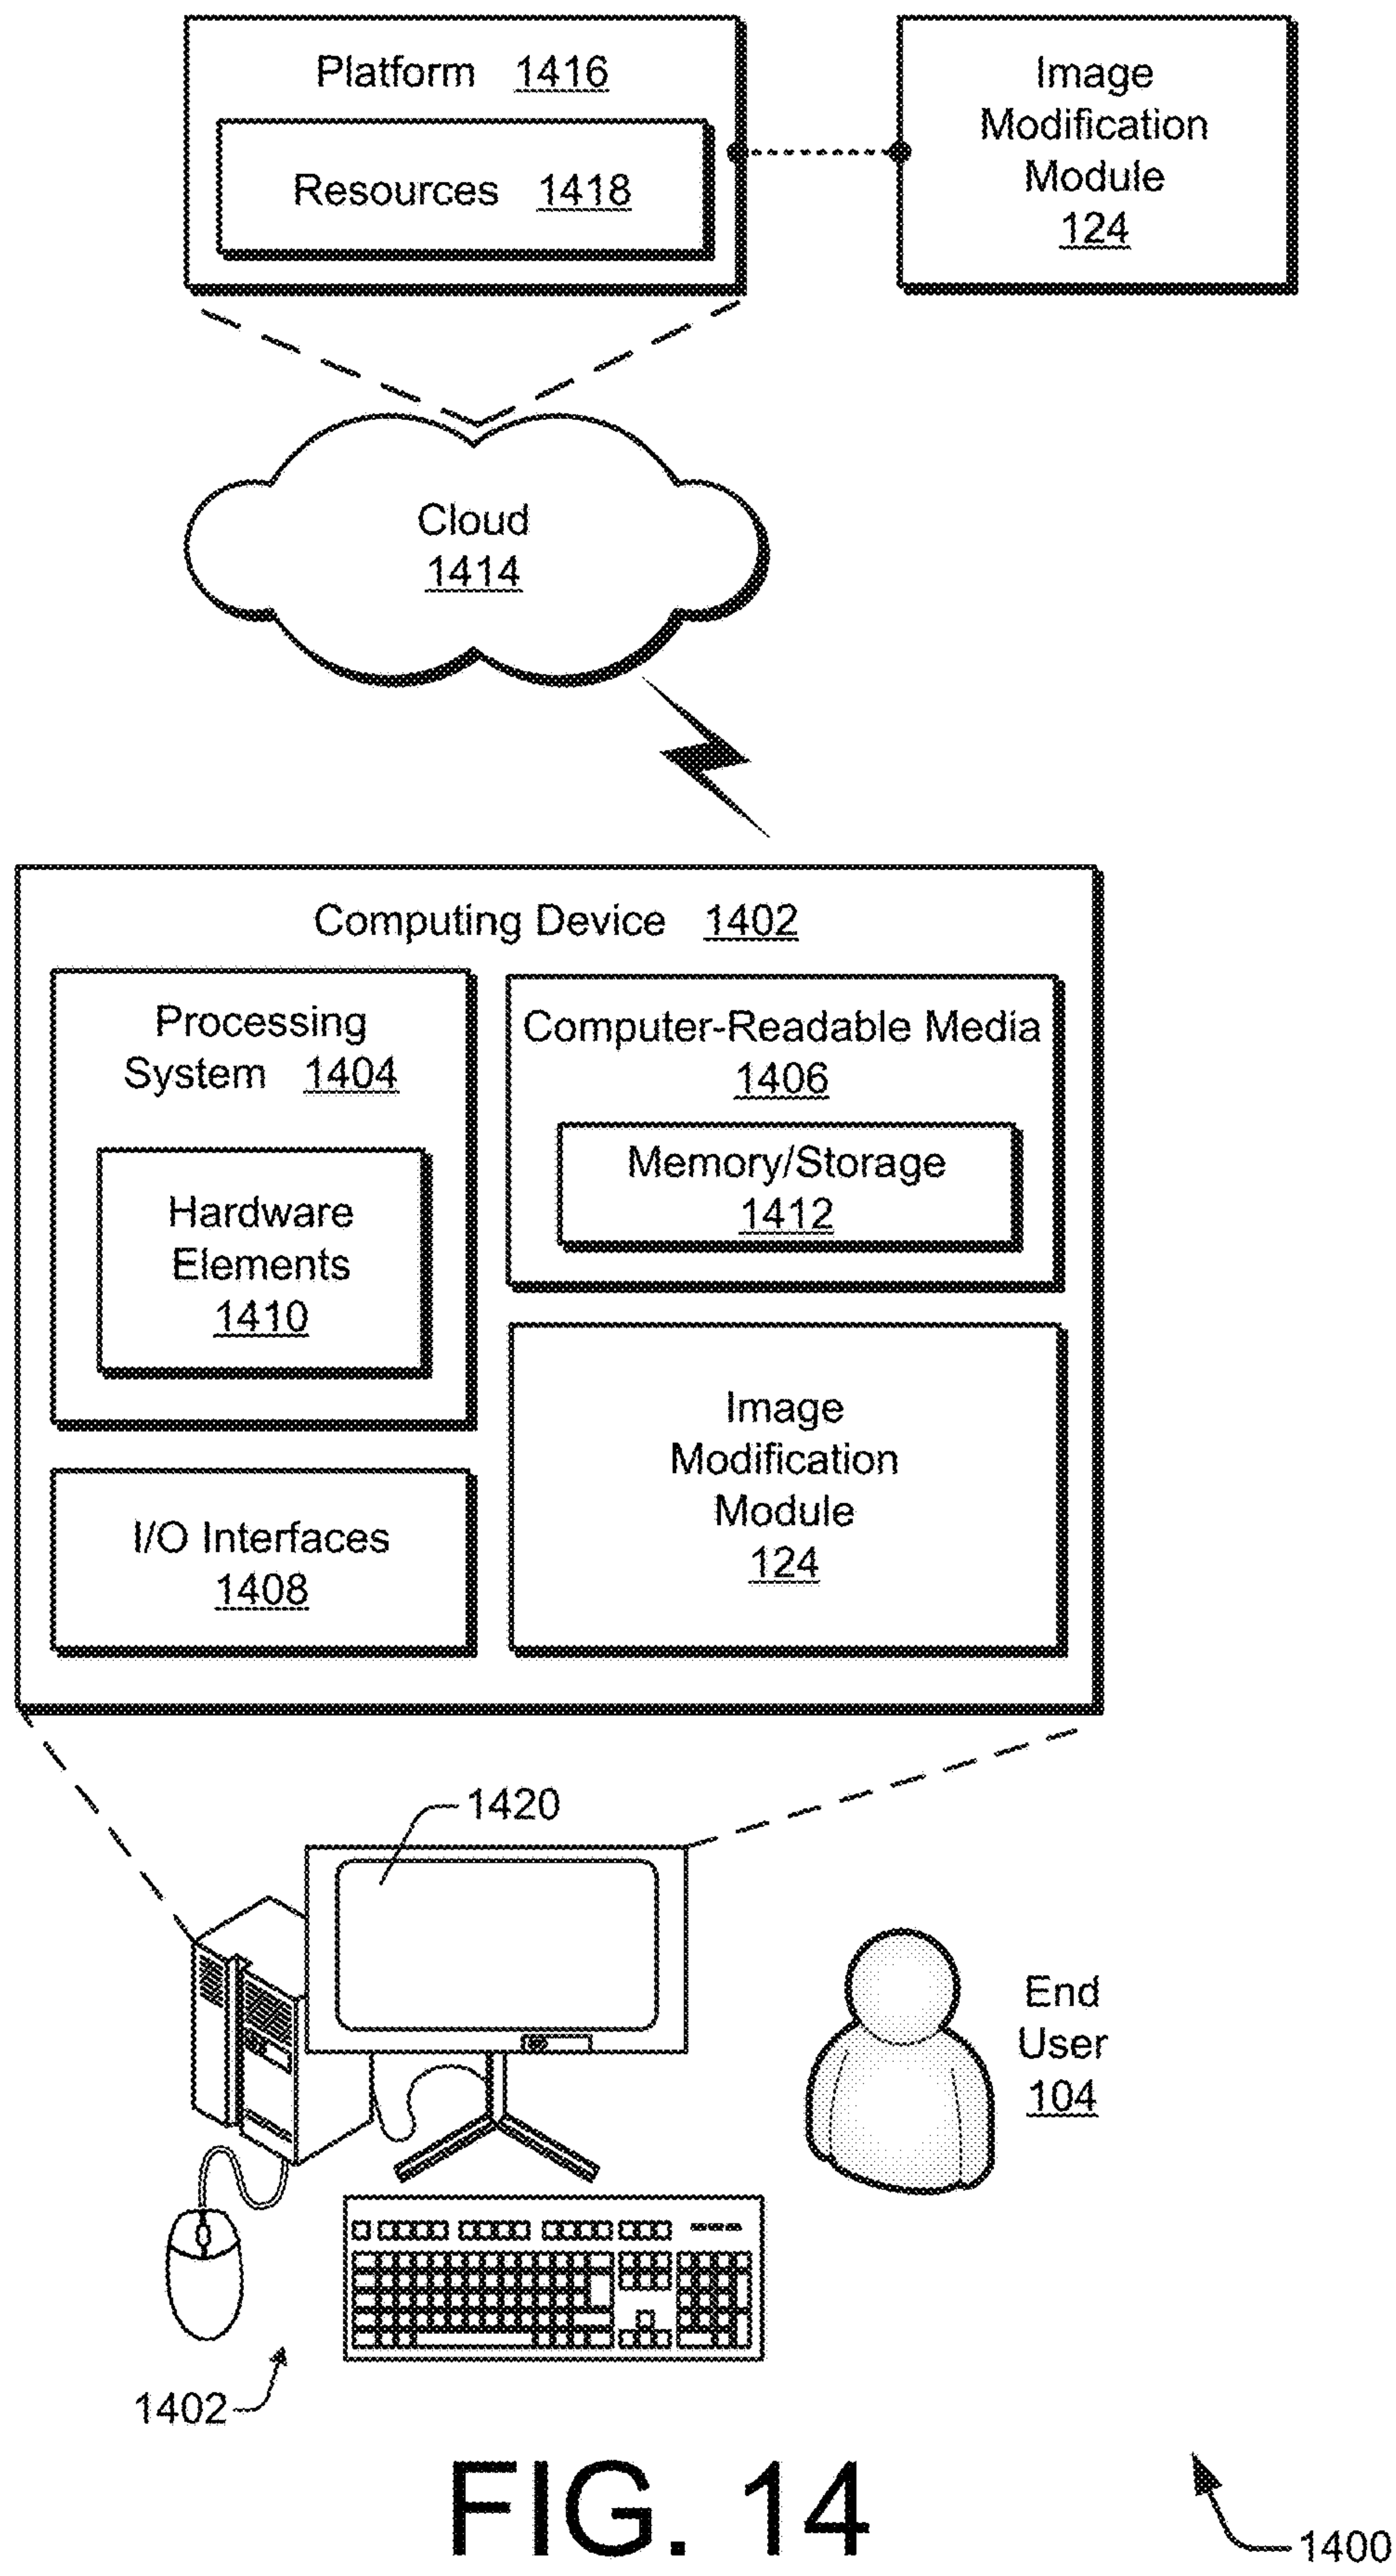 Platform 1416
Resources 1418
Image
Modification
Module
124
Cloud
1414
Computing Device 1402
Processing
System 1404
Hardware
Elements
1410
Computer-Readable Media
1406
Memory/Storage
1412
I/O Interfaces
1408
Image
Modification
Module
124
1420
End
User
104
1402
FIG. 14
1400